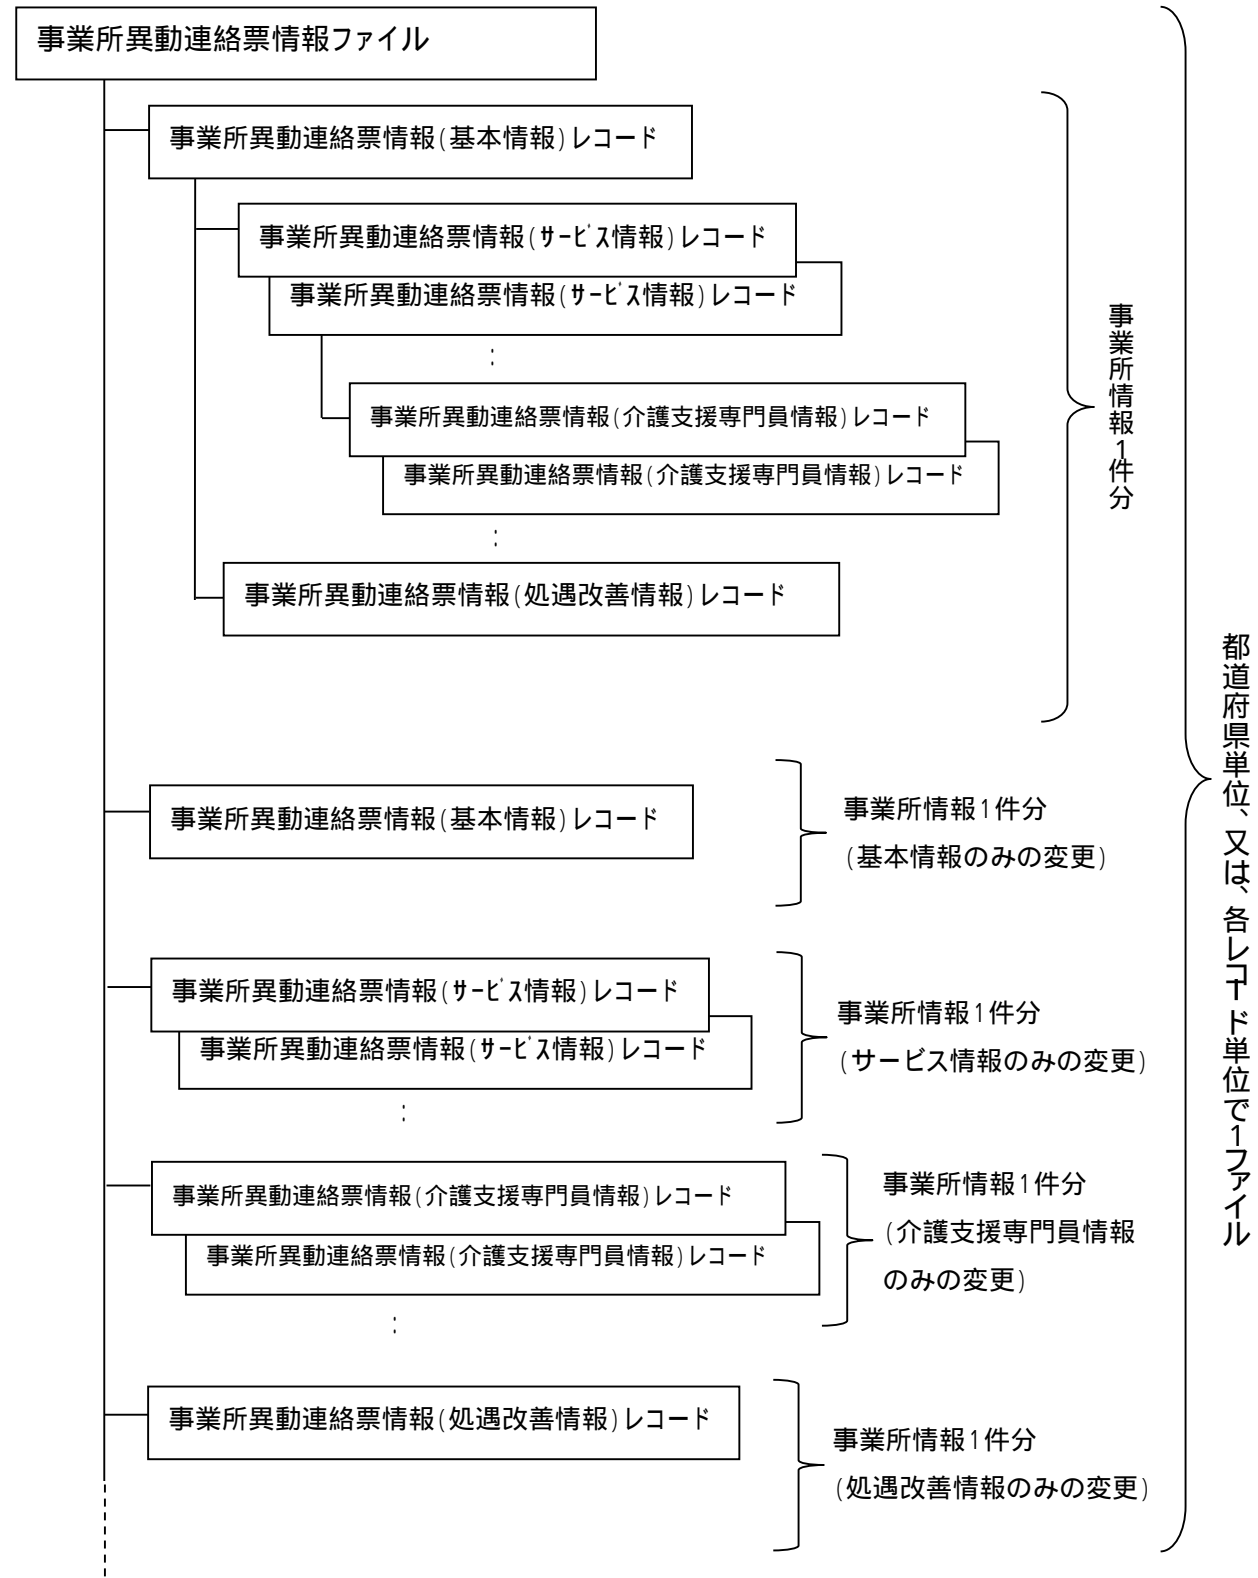 事業所異動連絡票情報ファイル
事業所異動連絡票情報(基本情報)レコード
事業所異動連絡票情報(ｻｰﾋﾞｽ情報)レコード
事業所異動連絡票情報(ｻｰﾋﾞｽ情報)レコード
:
事業所異動連絡票情報(介護支援専門員情報)レコード
事業所異動連絡票情報(介護支援専門員情報)レコード
:
事業所異動連絡票情報(処遇改善情報)レコード
事業所情報1件分
事業所異動連絡票情報(基本情報)レコード
事業所情報1件分
(基本情報のみの変更)
事業所異動連絡票情報(ｻｰﾋﾞｽ情報)レコード
事業所異動連絡票情報(ｻｰﾋﾞｽ情報)レコード
:
事業所情報1件分
(サービス情報のみの変更)
事業所異動連絡票情報(介護支援専門員情報)レコード
事業所異動連絡票情報(介護支援専門員情報)レコード
:
事業所情報1件分
(介護支援専門員情報
のみの変更)
事業所異動連絡票情報(処遇改善情報)レコード
事業所情報1件分
(処遇改善情報のみの変更)
都道府県単位、又は、各レコード単位で1ファイル